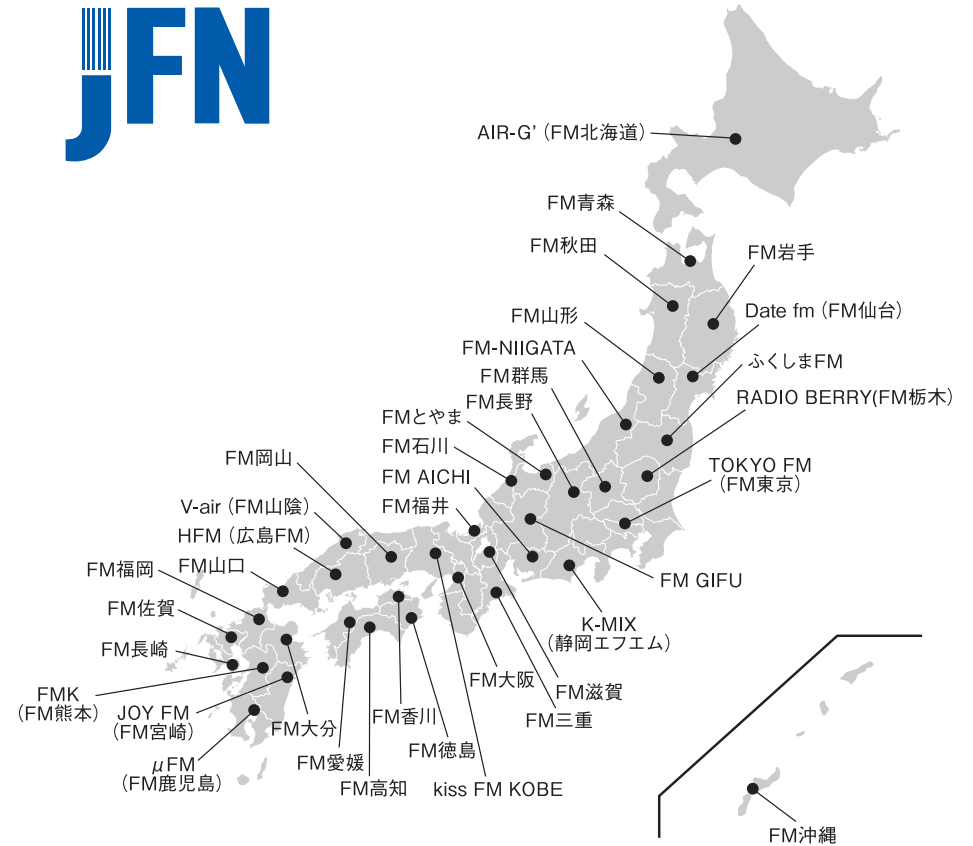 JFN
AIR-G'（FM北海道）
FM青森
FM秋田
FM岩手
Date fm（FM仙台）
FM山形
FM-NIIGATA
ふくしまFM
FM群馬
RADIO BERRY(FM栃木)
FM長野
FMとやま
FM石川
FM岡山
TOKYO FM
（FM東京）
FM AICHI
V-air（FM山陰）
FM福井
HFM（広島FM）
FM山口
FM福岡
FM GIFU
FM佐賀
K-MIX
（静岡エフエム）
FM長崎
FM大阪
FM滋賀
FMK
（FM熊本）
JOY FM
（FM宮崎）
FM大分
FM香川
FM三重
FM徳島
FM愛媛
μFM
（FM鹿児島）
FM高知
kiss FM KOBE
FM沖縄